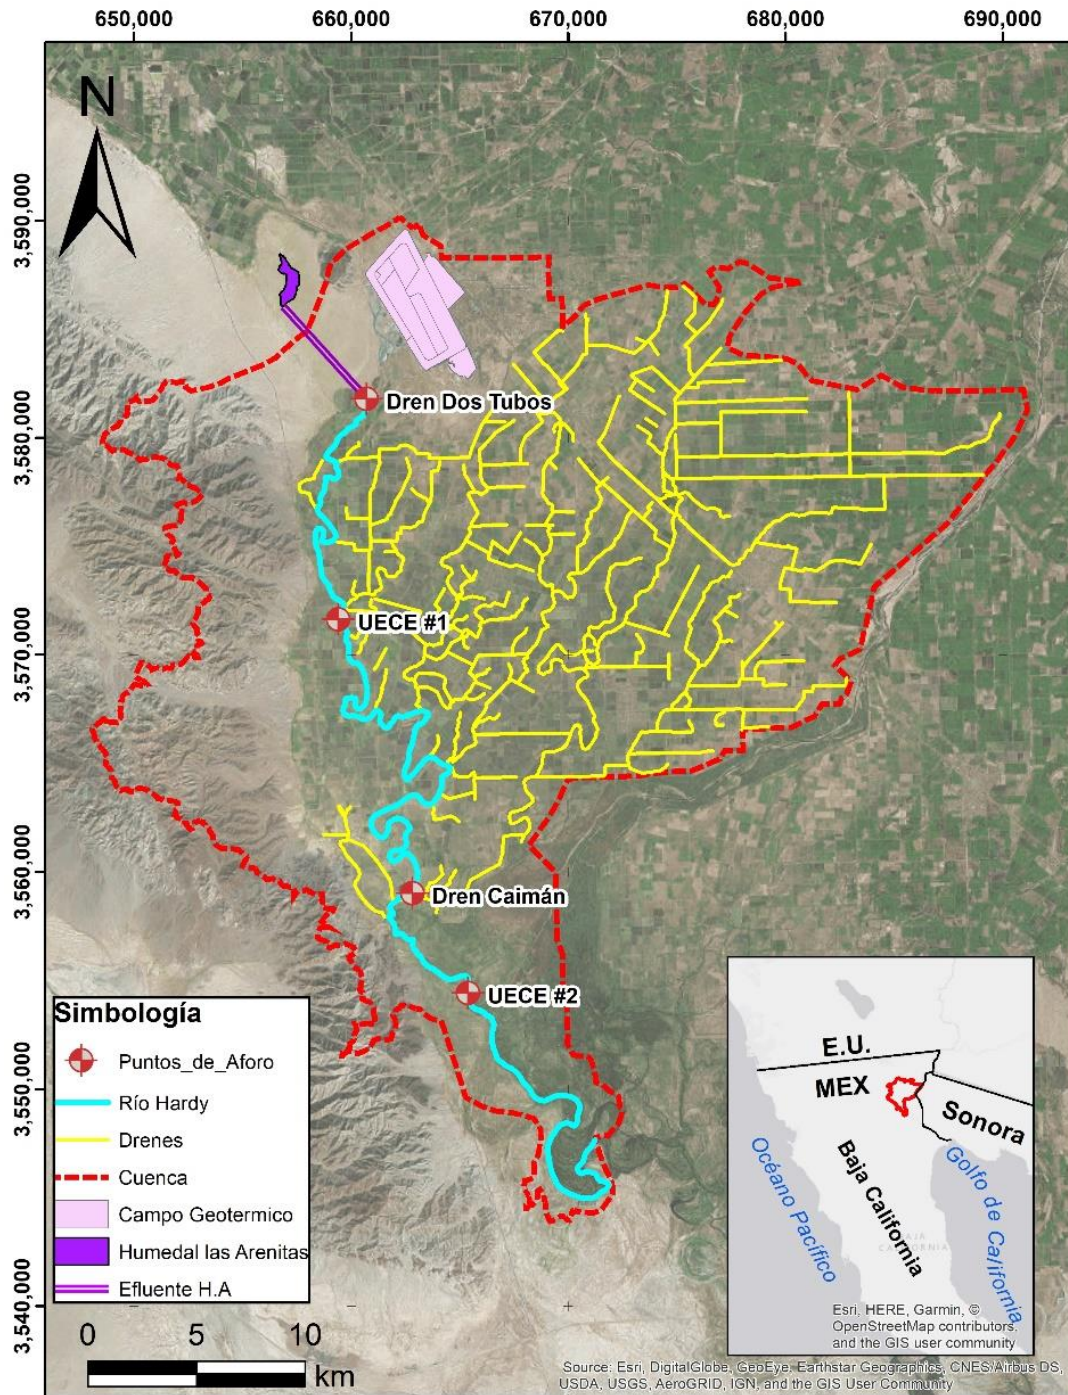 650,000 660,000 670,000 680,000 690,000
N
3,590,000
3,580,000
3,570,000
3,560,000
3,550,000
3,540,000
Dren Dos Tubos
UECE #1
Dren Caimán
UECE #2
Simbología
Puntos_de_Aforo
Río Hardy
Drenes
Cuenca
Campo Geotermico
Humedal las Arenitas
Efluente H.A
0 5 10
km
E.U.
MEX
Sonora
Baja California
Océano Pacífico
Golfo de California
BAJA
CALIFORNIA
Esri, HERE, Garmin, ©
OpenStreetMap contributors,
and the GIS user community
Source: Esri, DigitalGlobe, GeoEye, Earthstar Geographics, CNES/Airbus DS,
USDA, USGS, AeroGRID, IGN, and the GIS User Community